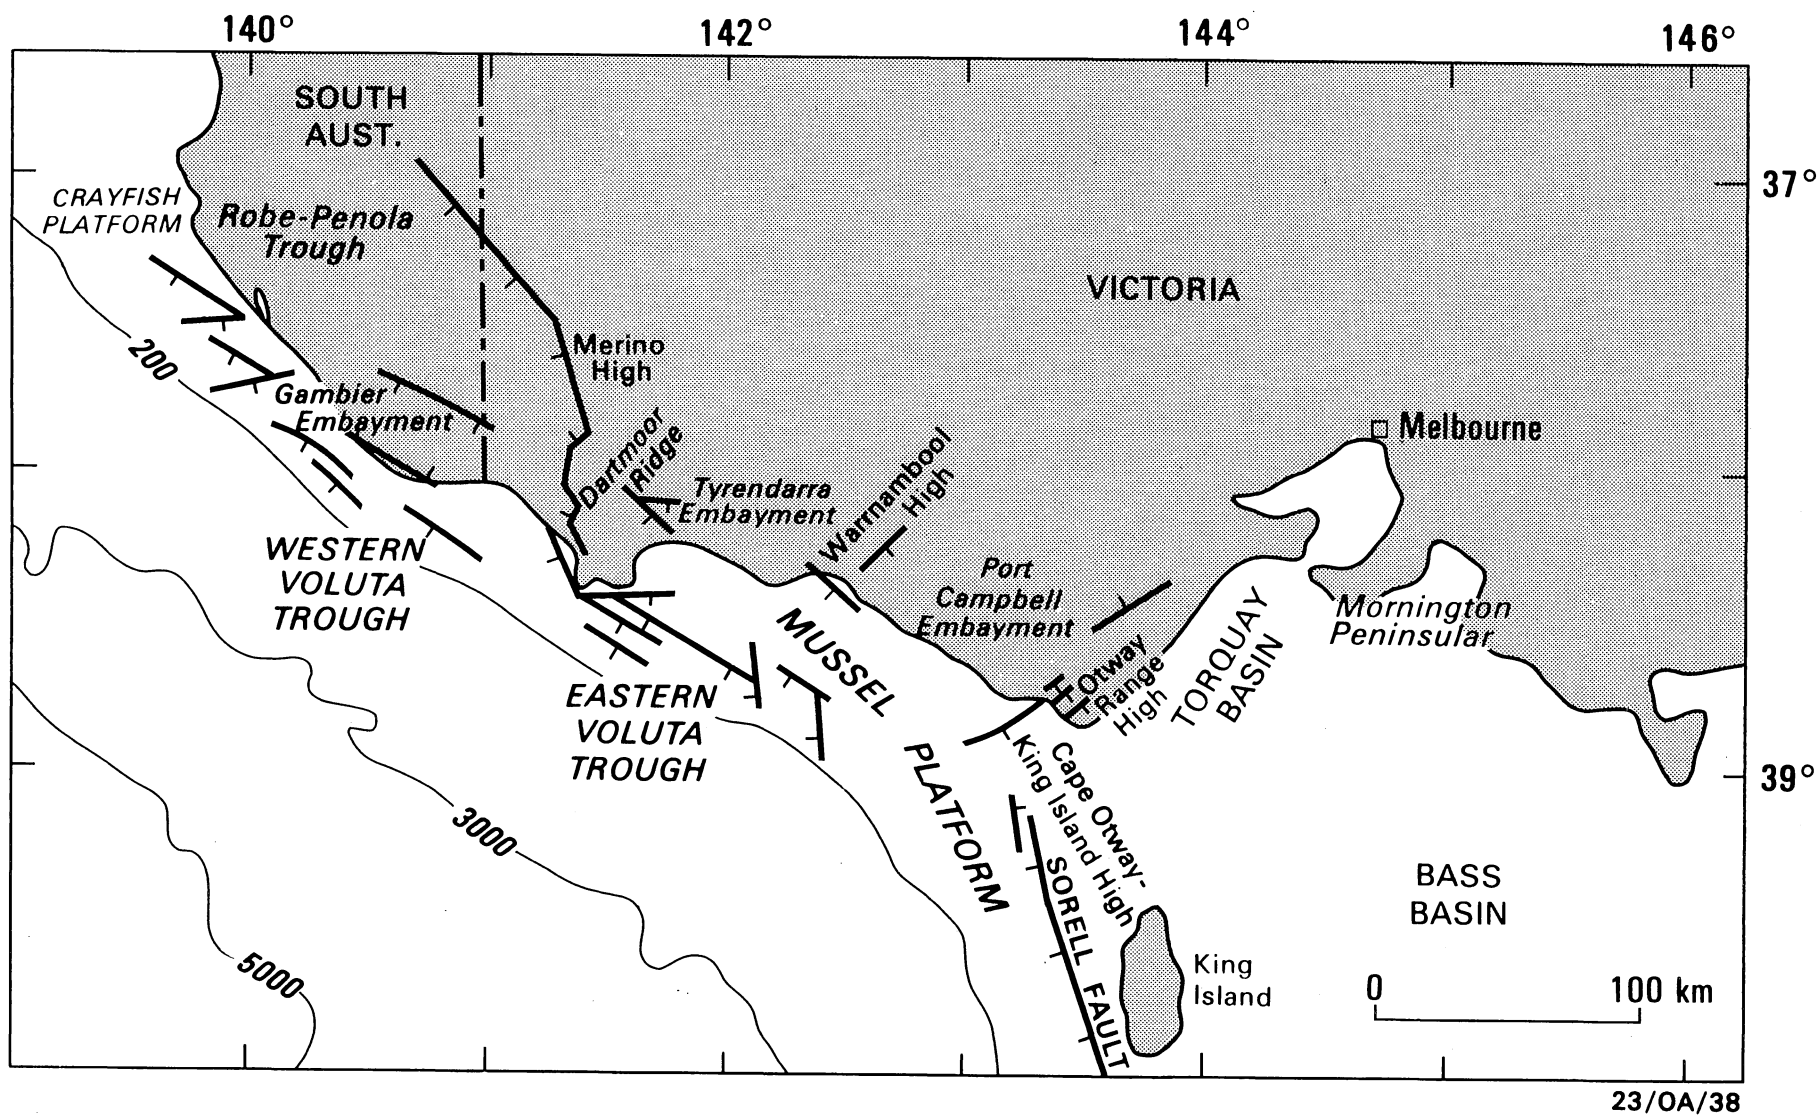 140°
142°
144°
146°
SOUTH
AUST.
37°
CRAYFISH
PLATFORM
Robe-Penola
Trough
VICTORIA
200
Merino
High
Gambier
Embayment
Dartmoor
Ridge
Melbourne
Tyrendarra
Embayment
Warrnambool
High
WESTERN
VOLUTA
TROUGH
Port
Campbell
Embayment
Mornington
Peninsular
MUSSEL
PLATFORM
Otway
Range
High
TORQUAY
BASIN
EASTERN
VOLUTA
TROUGH
39°
Cape Otway-
King Island High
3000
SORELL FAULT
BASS
BASIN
5000
King
Island
0 100 km
23/OA/38